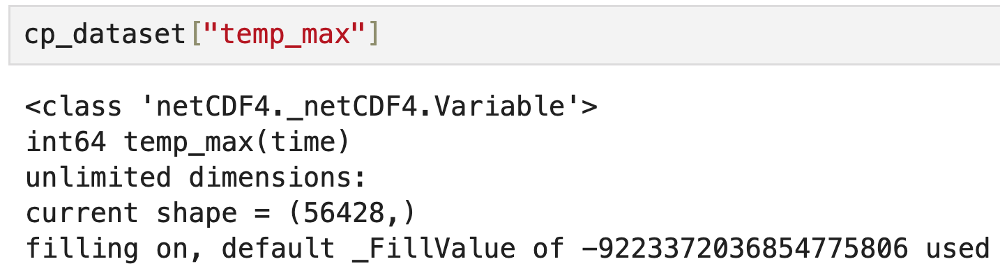 cp_dataset["temp_max"]
<class 'netCDF4._netCDF4.Variable'>
int64 temp_max(time)
unlimited dimensions:
current shape = (56428,)
filling on, default _FillValue of -9223372036854775806 used